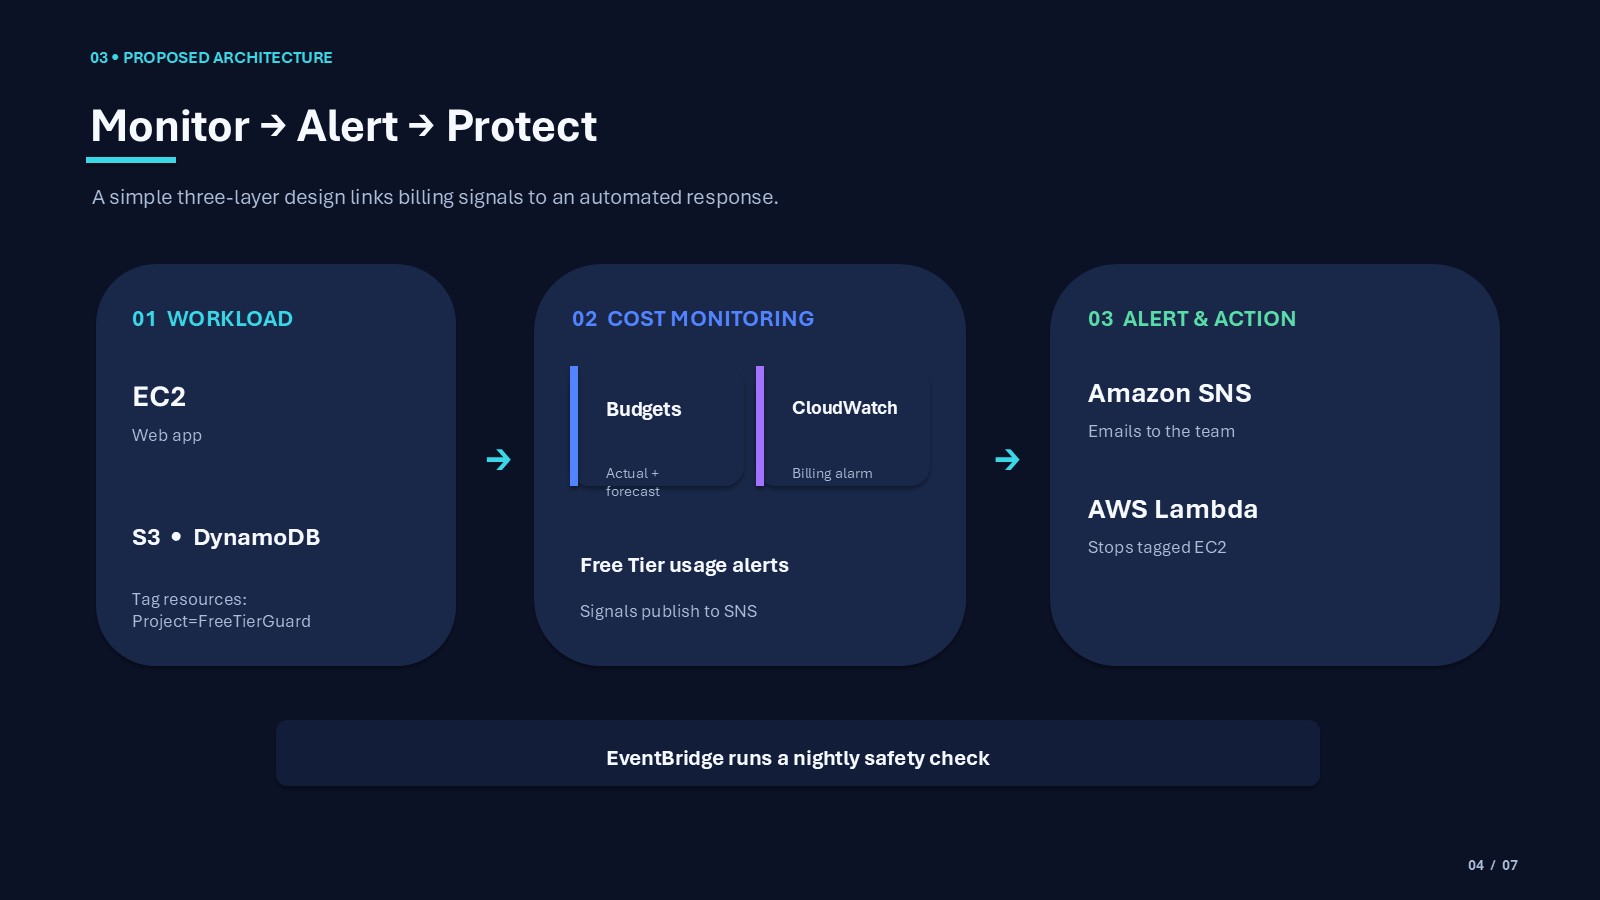 03 • PROPOSED ARCHITECTURE
Monitor → Alert → Protect
A simple three-layer design links billing signals to an automated response.
01 WORKLOAD
EC2
Web app
S3 • DynamoDB
Tag resources:
Project=FreeTierGuard
→
02 COST MONITORING
Budgets
Actual +
forecast
CloudWatch
Billing alarm
Free Tier usage alerts
Signals publish to SNS
→
03 ALERT & ACTION
Amazon SNS
Emails to the team
AWS Lambda
Stops tagged EC2
EventBridge runs a nightly safety check
04 / 07